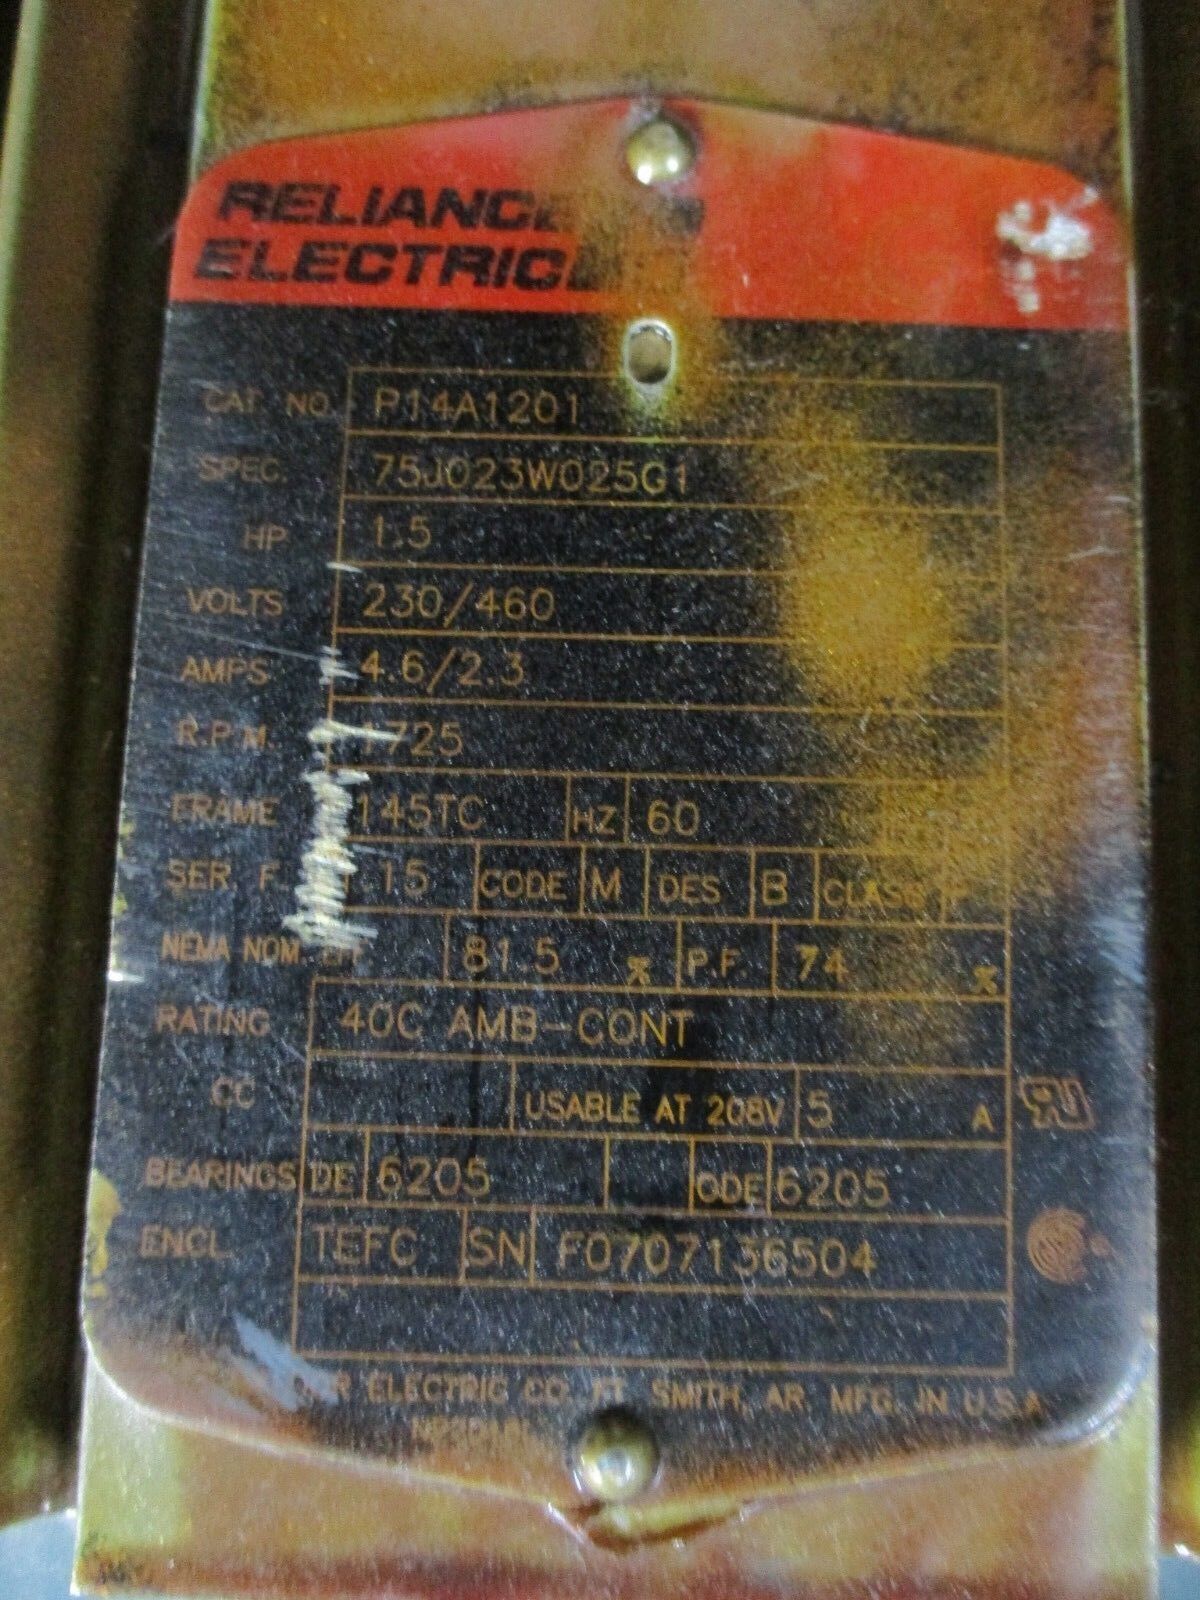 RELIANCE
ELECTRIC
CAT NO. P14A1201
SPEC. 75J023W025G1
HP 1.5
VOLTS 230/460
AMPS 4.6/2.3
R.P.M. 1725
FRAME 145TC HZ 60
SER. F. 1.15 CODE M DES B CLASS F
NEMA NOM. EFF. 81.5 % P.F. 74 %
RATING 40C AMB-CONT
CC USABLE AT 208V 5 A
BEARINGS DE 6205 ODE 6205
ENCL TEFC SN F0707136504
ELECTRIC CO. FT. SMITH, AR. MFG. IN U.S.A.